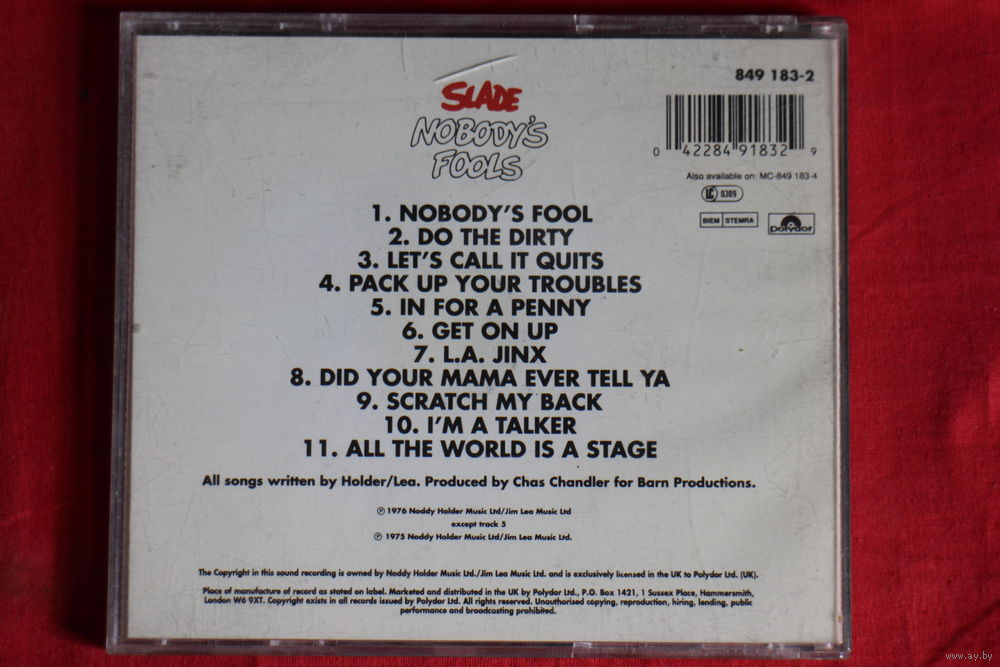 849 183-2
SLADE
NOBODY'S
FOOLS
0 42284 91832 9
Also available on: MC-849 183-4
LC 0309
BIEM STEMRA
polydor
1. NOBODY'S FOOL
2. DO THE DIRTY
3. LET'S CALL IT QUITS
4. PACK UP YOUR TROUBLES
5. IN FOR A PENNY
6. GET ON UP
7. L.A. JINX
8. DID YOUR MAMA EVER TELL YA
9. SCRATCH MY BACK
10. I'M A TALKER
11. ALL THE WORLD IS A STAGE
All songs written by Holder/Lea. Produced by Chas Chandler for Barn Productions.
℗ 1976 Noddy Holder Music Ltd/Jim Lea Music Ltd
except track 5
℗ 1975 Noddy Holder Music Ltd/Jim Lea Music Ltd.
The Copyright in this sound recording is owned by Noddy Holder Music Ltd./Jim Lea Music Ltd. and is exclusively licensed in the UK to Polydor Ltd. (UK).
Place of manufacture of record as stated on label. Marketed and distributed in the UK by Polydor Ltd., P.O. Box 1421, 1 Sussex Place, Hammersmith,
London W6 9XT. Copyright exists in all records issued by Polydor Ltd. All rights reserved. Unauthorised copying, reproduction, hiring, lending, public
performance and broadcasting prohibited.
www.ay.by